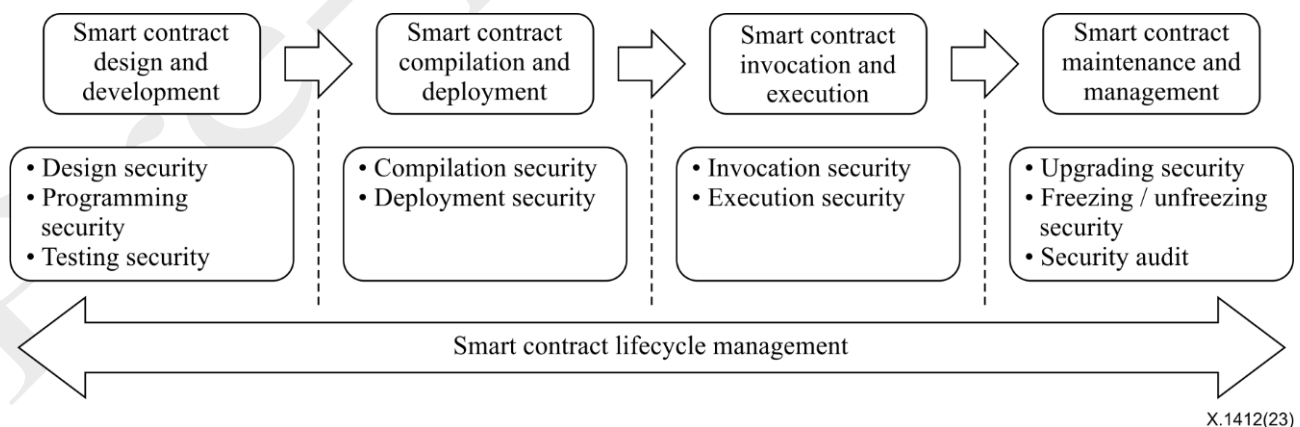 Smart contract
design and
development
Smart contract
compilation and
deployment
Smart contract
invocation and
execution
Smart contract
maintenance and
management
• Design security
• Programming
security
• Testing security
• Compilation security
• Deployment security
• Invocation security
• Execution security
• Upgrading security
• Freezing / unfreezing
security
• Security audit
Smart contract lifecycle management
X.1412(23)